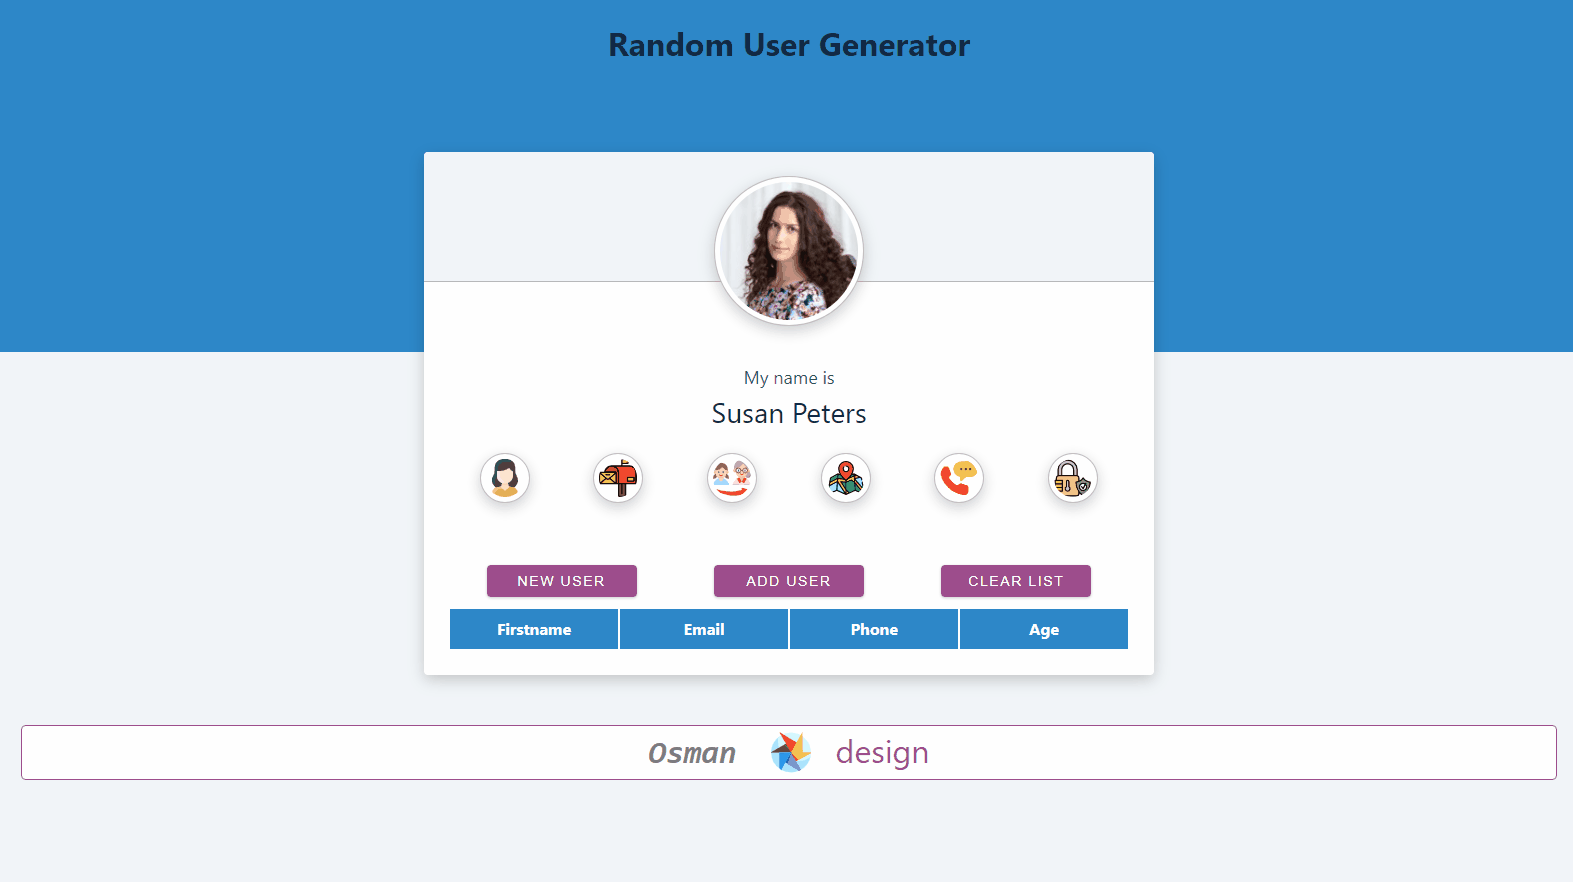 Random User Generator
My name is
Susan Peters
NEW USER ADD USER CLEAR LIST
Firstname Email Phone Age
Osman design